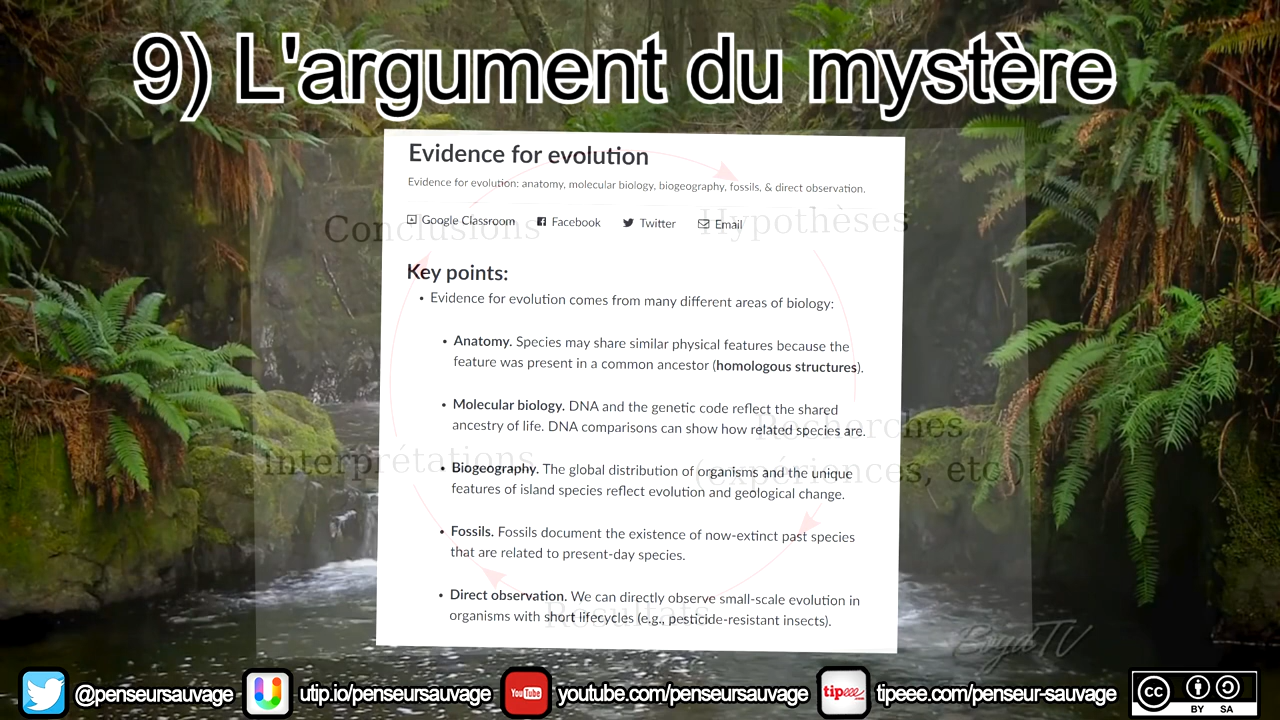 9) L'argument du mystère
Evidence for evolution
Evidence for evolution: anatomy, molecular biology, biogeography, fossils, & direct observation.
Google Classroom Facebook Twitter Email
Conclusions
Hypothèses
Key points:
• Evidence for evolution comes from many different areas of biology:
• Anatomy. Species may share similar physical features because the
feature was present in a common ancestor (homologous structures).
• Molecular biology. DNA and the genetic code reflect the shared
ancestry of life. DNA comparisons can show how related species are.
Recherches
(expériences, etc.)
interprétations
• Biogeography. The global distribution of organisms and the unique
features of island species reflect evolution and geological change.
• Fossils. Fossils document the existence of now-extinct past species
that are related to present-day species.
• Direct observation. We can directly observe small-scale evolution in
organisms with short lifecycles (e.g., pesticide-resistant insects).
Résultats
BoyaTV
@penseursauvage utip.io/penseursauvage YouTube youtube.com/penseursauvage tipeee tipeee.com/penseur-sauvage cc BY SA